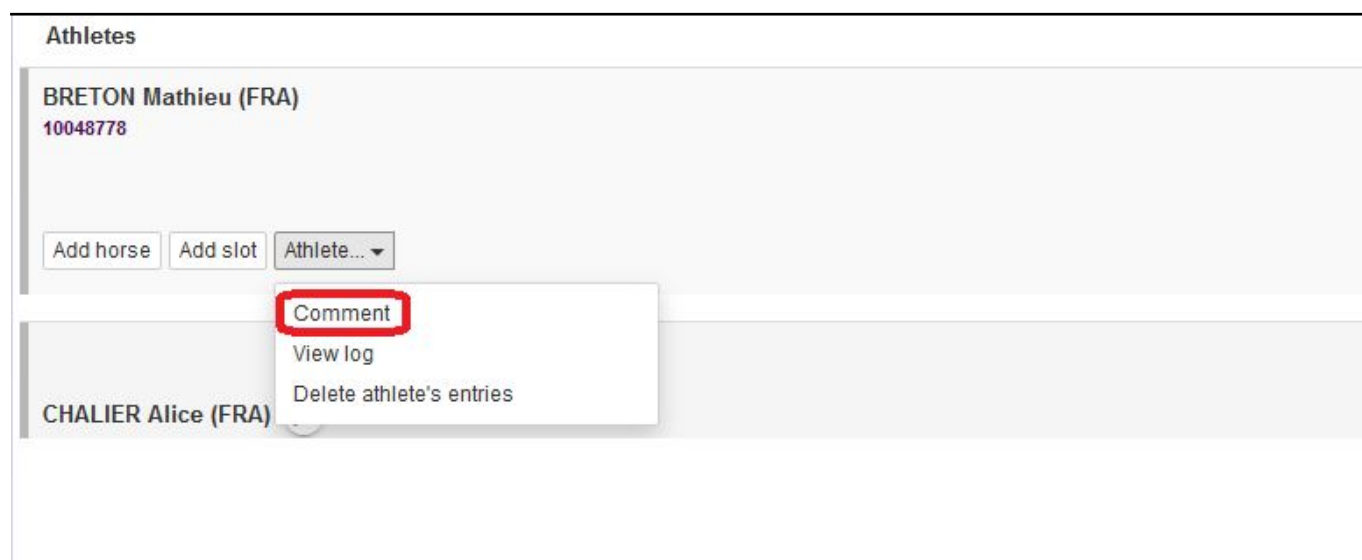 Athletes
BRETON Mathieu (FRA)
10048778
Add horse Add slot Athlete...
Comment
View log
Delete athlete's entries
CHALIER Alice (FRA)